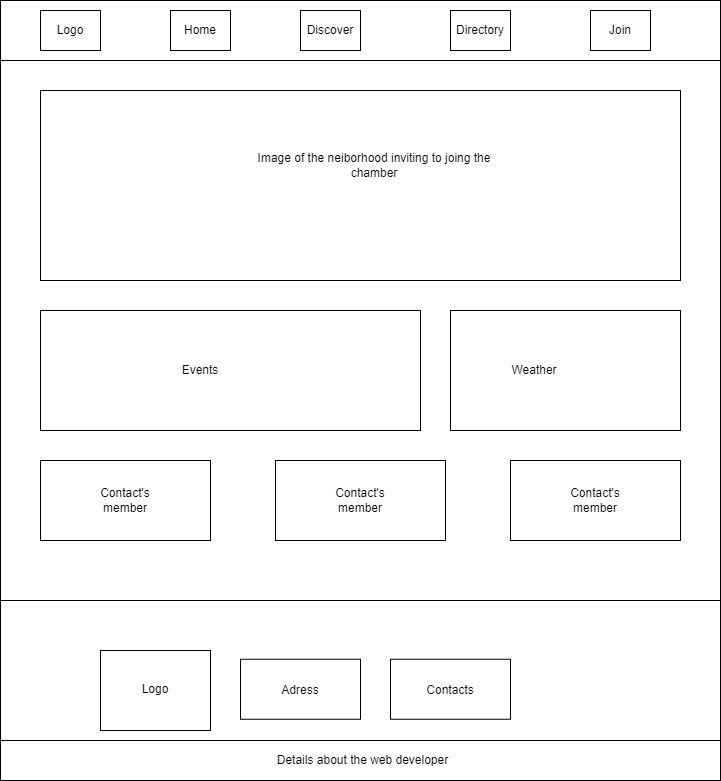 Logo
Home
Discover
Directory
Join
Image of the neiborhood inviting to joing the
chamber
Events
Weather
Contact's
member
Contact's
member
Contact's
member
Logo
Adress
Contacts
Details about the web developer